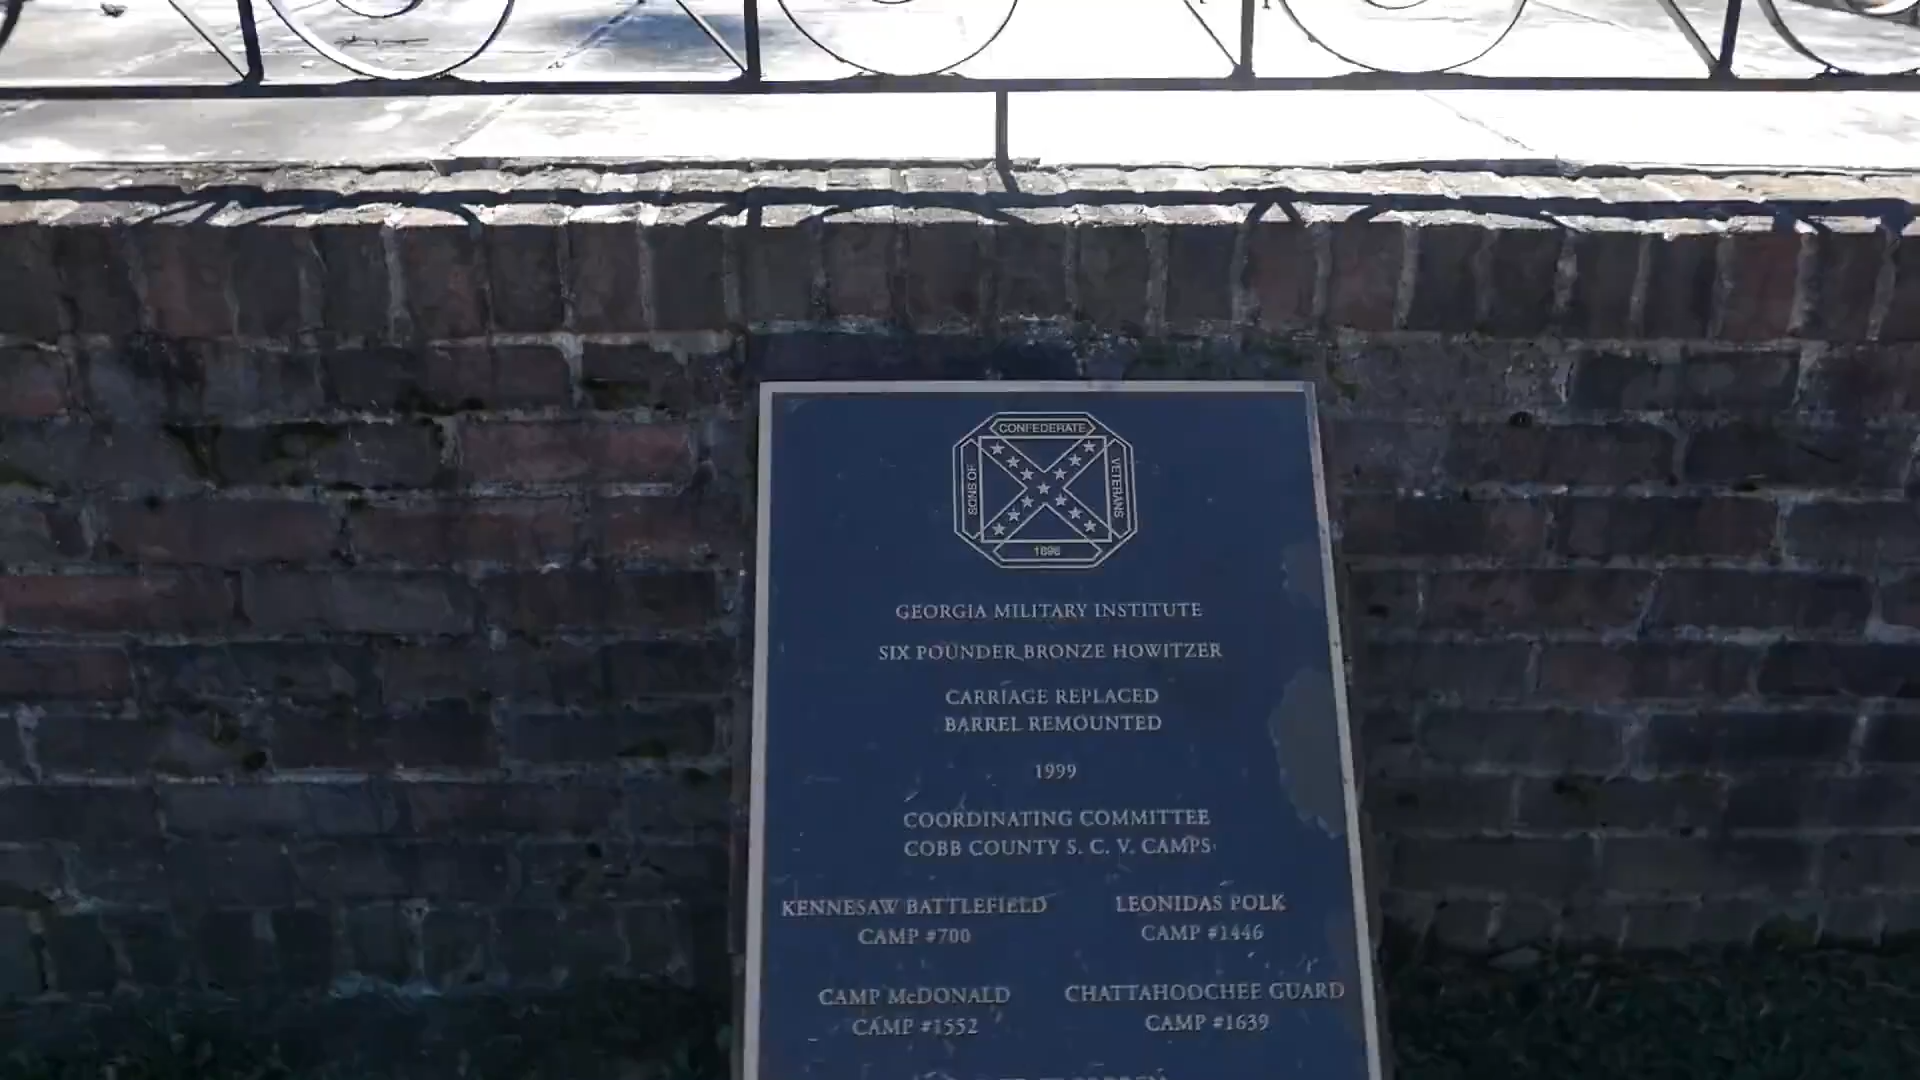 CONFEDERATE
SONS OF
VETERANS
1896
GEORGIA MILITARY INSTITUTE
SIX POUNDER BRONZE HOWITZER
CARRIAGE REPLACED
BARREL REMOUNTED
1999
COORDINATING COMMITTEE
COBB COUNTY S. C. V. CAMPS
KENNESAW BATTLEFIELD
CAMP #700
LEONIDAS POLK
CAMP #1446
CAMP McDONALD
CAMP #1552
CHATTAHOOCHEE GUARD
CAMP #1639